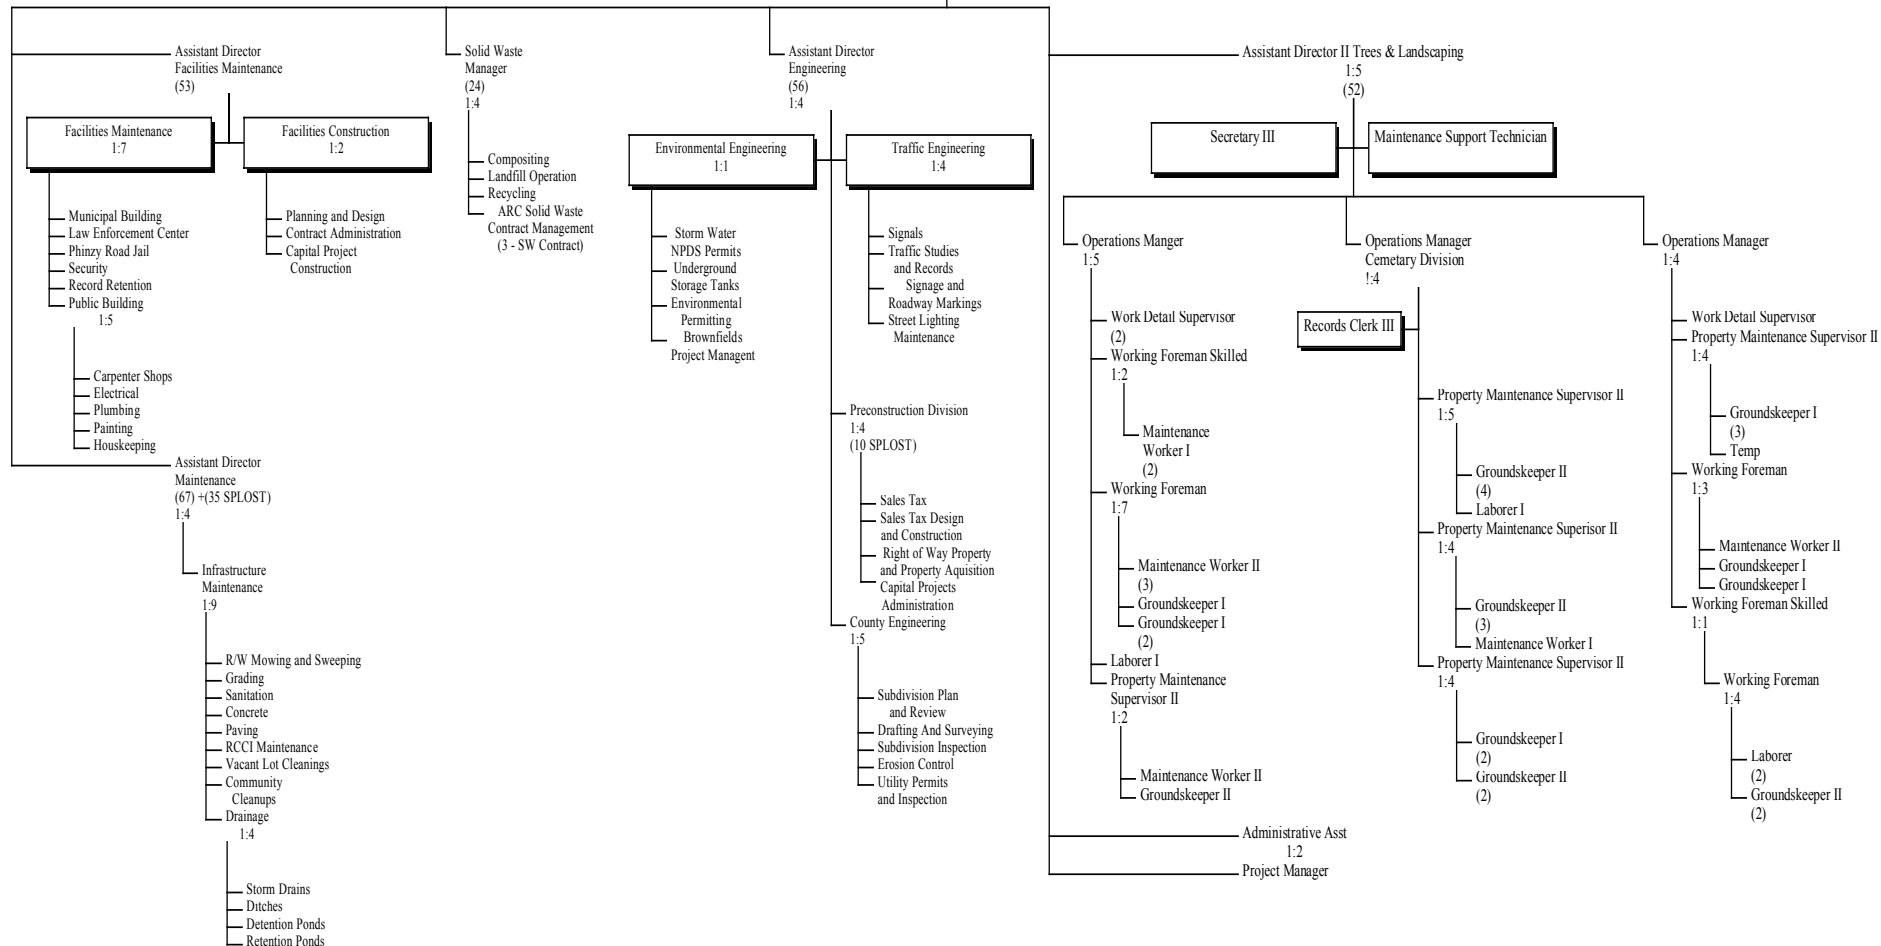 Assistant Director
Facilities Maintenance
(53)
Facilities Maintenance
1:7
Facilities Construction
1:2
Municipal Building
Law Enforcement Center
Phinzy Road Jail
Security
Record Retention
Public Building
1:5
Carpenter Shops
Electrical
Plumbing
Painting
Houskeeping
Planning and Design
Contract Administration
Capital Project
Construction
Assistant Director
Maintenance
(67) +(35 SPLOST)
1:4
Infrastructure
Maintenance
1:9
R/W Mowing and Sweeping
Grading
Sanitation
Concrete
Paving
RCCI Maintenance
Vacant Lot Cleanings
Community
Cleanups
Drainage
1:4
Storm Drains
Ditches
Detention Ponds
Retention Ponds
Solid Waste
Manager
(24)
1:4
Compositing
Landfill Operation
Recycling
ARC Solid Waste
Contract Management
(3 - SW Contract)
Assistant Director
Engineering
(56)
1:4
Environmental Engineering
1:1
Traffic Engineering
1:4
Storm Water
NPDS Permits
Underground
Storage Tanks
Environmental
Permitting
Brownfields
Project Managent
Signals
Traffic Studies
and Records
Signage and
Roadway Markings
Street Lighting
Maintenance
Preconstruction Division
1:4
(10 SPLOST)
Sales Tax
Sales Tax Design
and Construction
Right of Way Property
and Property Aquisition
Capital Projects
Administration
County Engineering
1:5
Subdivision Plan
and Review
Drafting And Surveying
Subdivision Inspection
Erosion Control
Utility Permits
and Inspection
Assistant Director II Trees & Landscaping
1:5
(52)
Secretary III
Maintenance Support Technician
Operations Manger
1:5
Work Detail Supervisor
(2)
Working Foreman Skilled
1:2
Maintenance
Worker I
(2)
Working Foreman
1:7
Maintenance Worker II
(3)
Groundskeeper I
Groundskeeper I
(2)
Laborer I
Property Maintenance
Supervisor II
1:2
Maintenance Worker II
Groundskeeper II
Operations Manager
Cemetary Division
!:4
Records Clerk III
Property Maintenance Supervisor II
1:5
Groundskeeper II
(4)
Laborer I
Property Maintenance Superisor II
1:4
Groundskeeper II
(3)
Maintenance Worker I
Property Maintenance Supervisor II
1:4
Groundskeeper I
(2)
Groundskeeper II
(2)
Operations Manager
1:4
Work Detail Supervisor
Property Maintenance Supervisor II
1:4
Groundskeeper I
(3)
Temp
Working Foreman
1:3
Maintenance Worker II
Groundskeeper I
Groundskeeper I
Working Foreman Skilled
1:1
Working Foreman
1:4
Laborer
(2)
Groundskeeper II
(2)
Administrative Asst
1:2
Project Manager